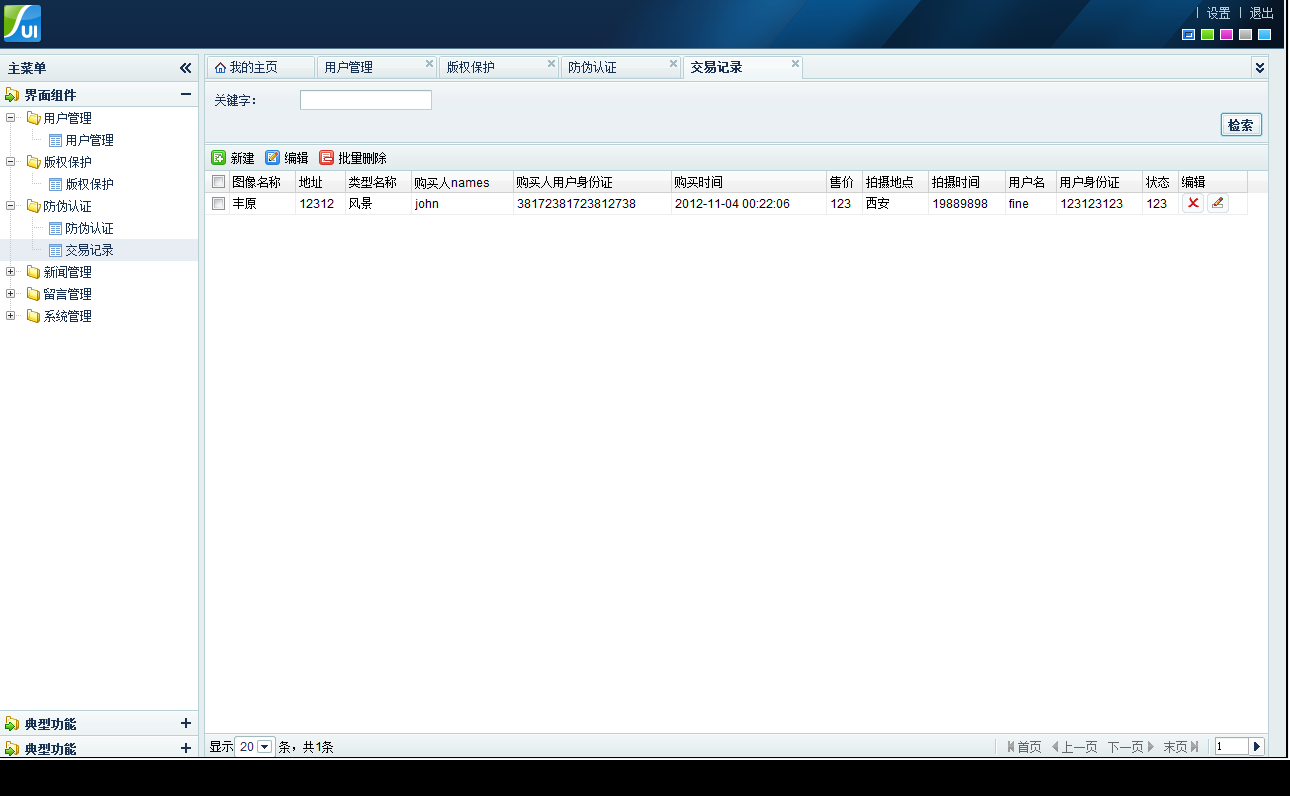 UI
设置 | 退出
主菜单
我的主页 用户管理 版权保护 防伪认证 交易记录
界面组件
关键字：
用户管理
用户管理
版权保护
版权保护
防伪认证
防伪认证
交易记录
新闻管理
留言管理
系统管理
检索
新建 编辑 批量删除
图像名称 地址 类型名称 购买人names 购买人用户身份证 购买时间 售价 拍摄地点 拍摄时间 用户名 用户身份证 状态 编辑
丰原 12312 风景 john 38172381723812738 2012-11-04 00:22:06 123 西安 19889898 fine 123123123 123
典型功能
典型功能
显示 20 条，共1条 首页 上一页 下一页 末页 1